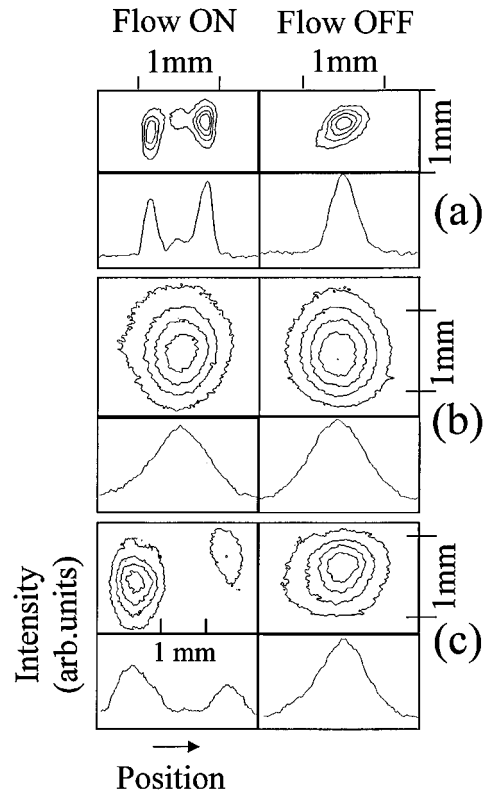 Flow ON Flow OFF
1mm 1mm
1mm
(a)
1mm
(b)
1mm
(c)
1 mm
Intensity
(arb.units)
Position